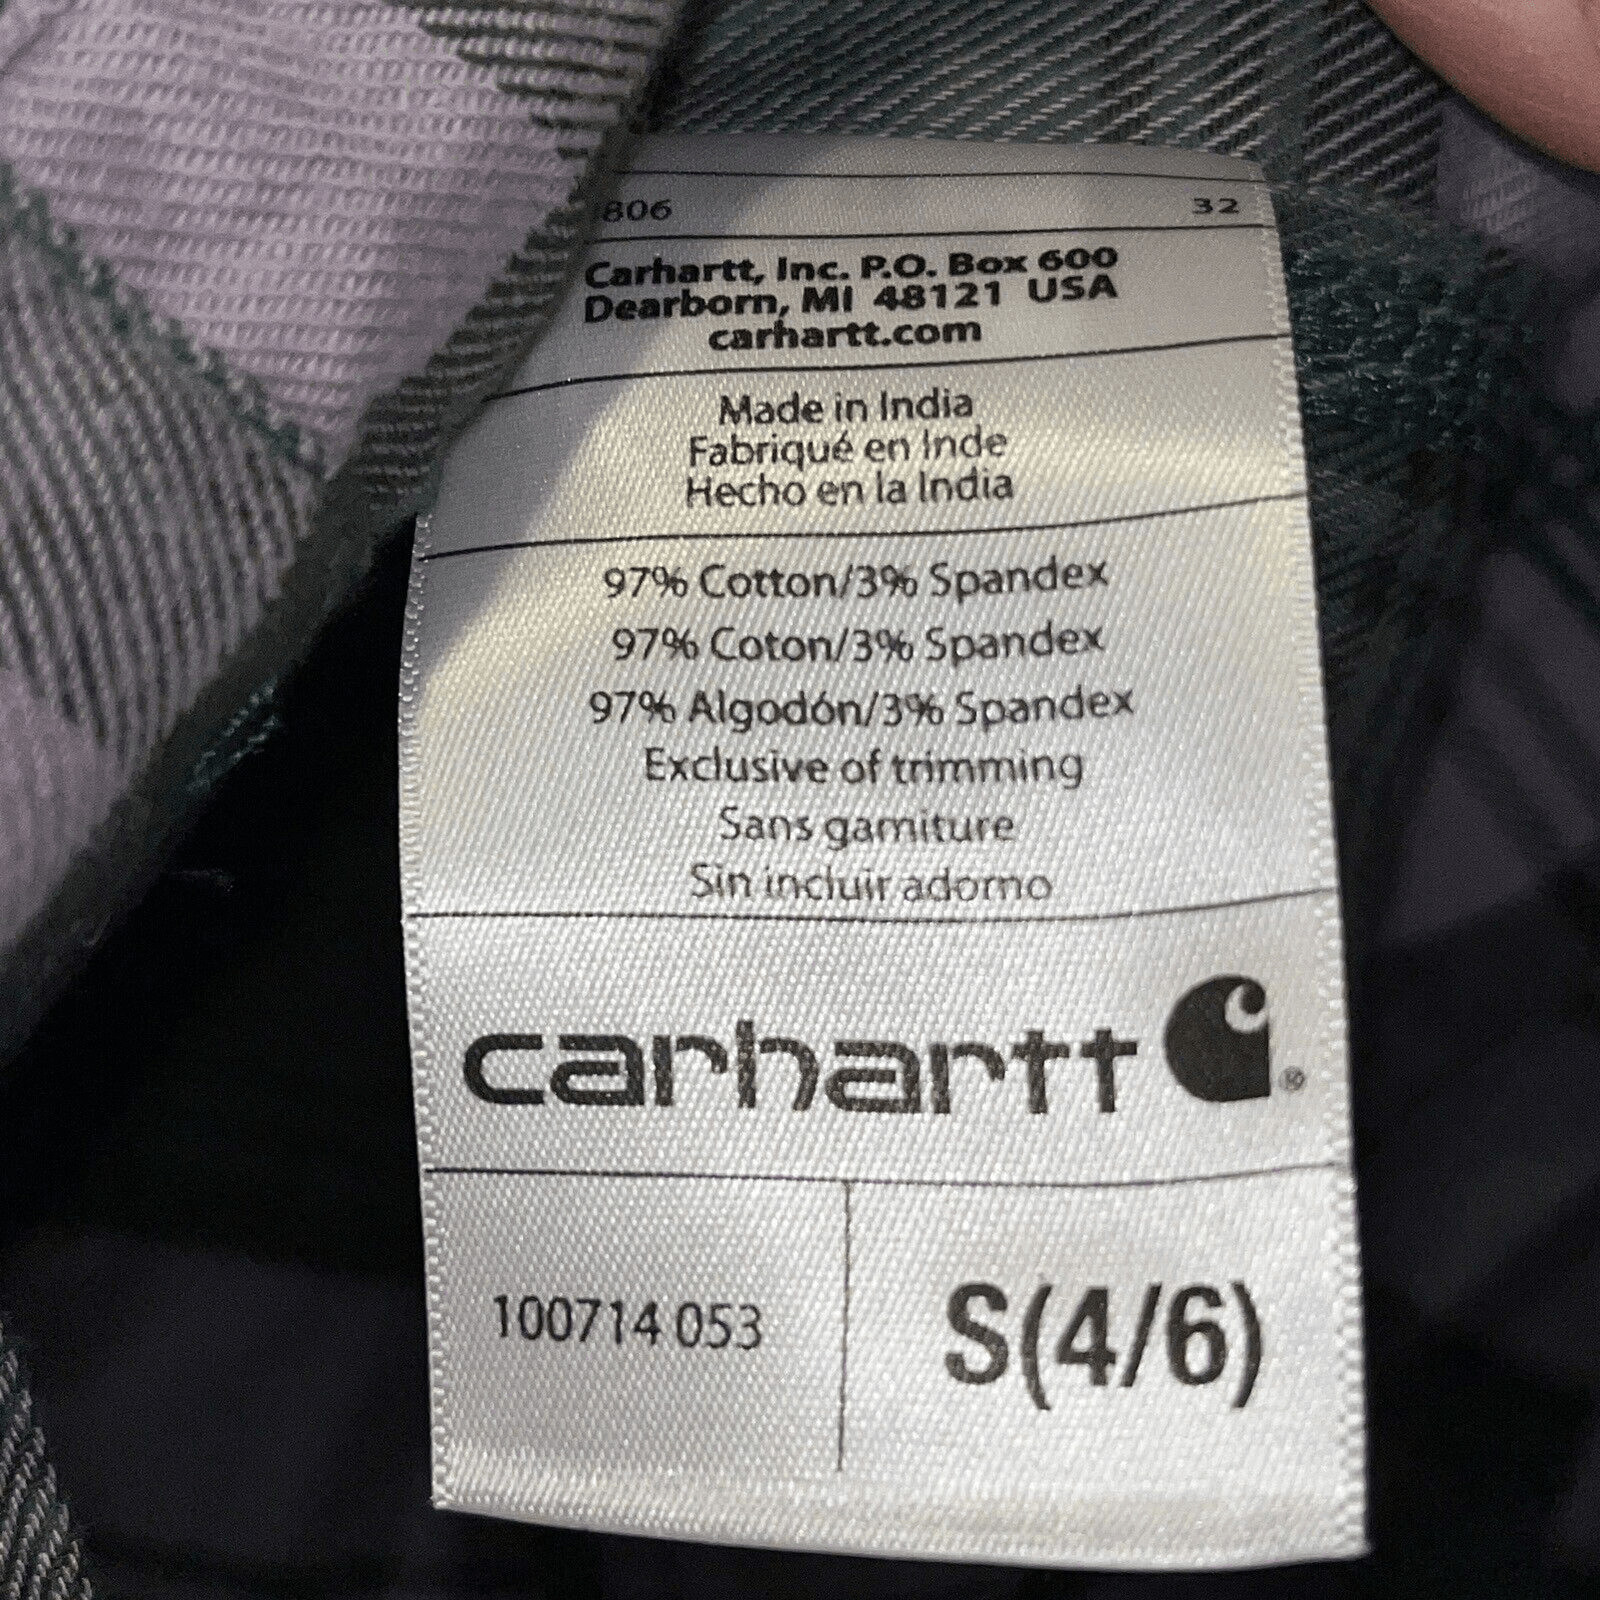 806 32
Carhartt, Inc. P.O. Box 600
Dearborn, MI 48121 USA
carhartt.com
Made in India
Fabriqué en Inde
Hecho en la India
97% Cotton/3% Spandex
97% Coton/3% Spandex
97% Algodón/3% Spandex
Exclusive of trimming
Sans garniture
Sin incluir adorno
carhartt ®
100714 053 S(4/6)